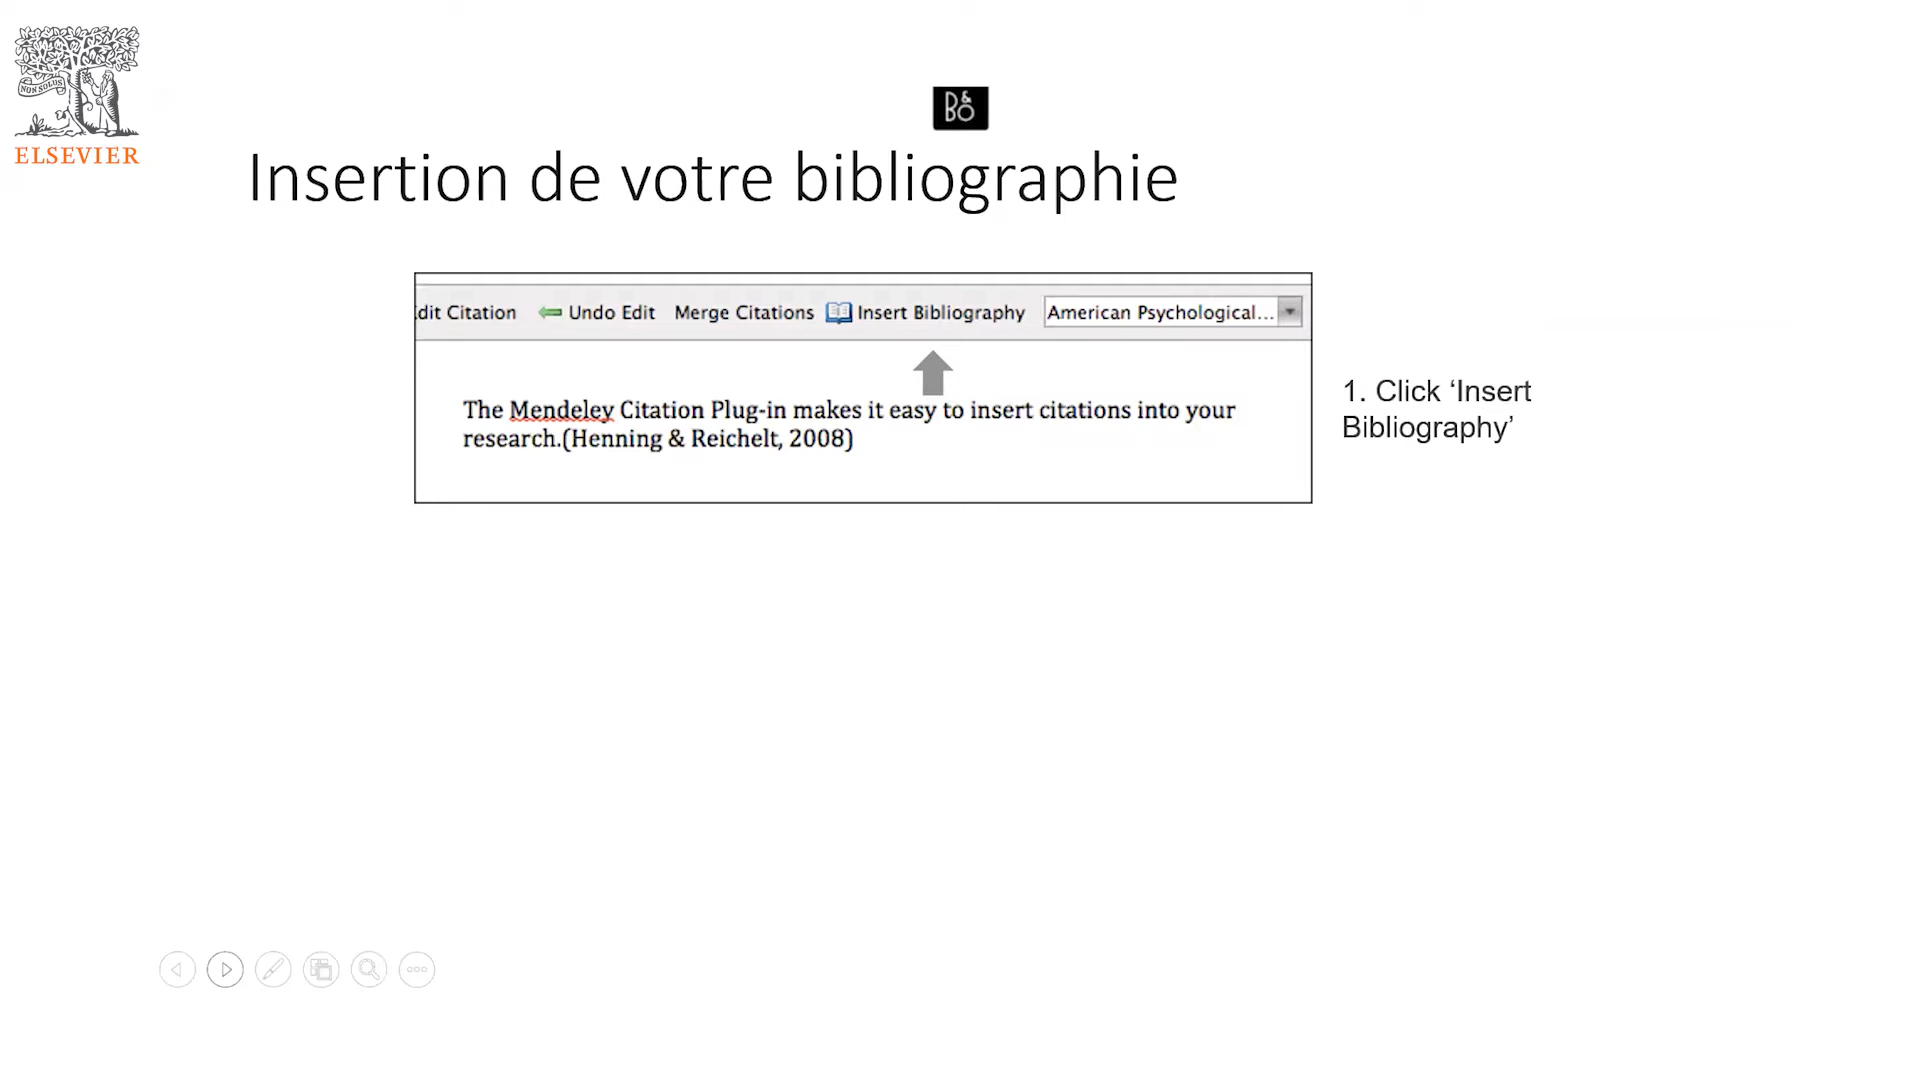 NON SOLUS
ELSEVIER
B&O
Insertion de votre bibliographie
dit Citation Undo Edit Merge Citations Insert Bibliography American Psychological...
The Mendeley Citation Plug-in makes it easy to insert citations into your
research.(Henning & Reichelt, 2008)
1. Click ‘Insert
Bibliography’